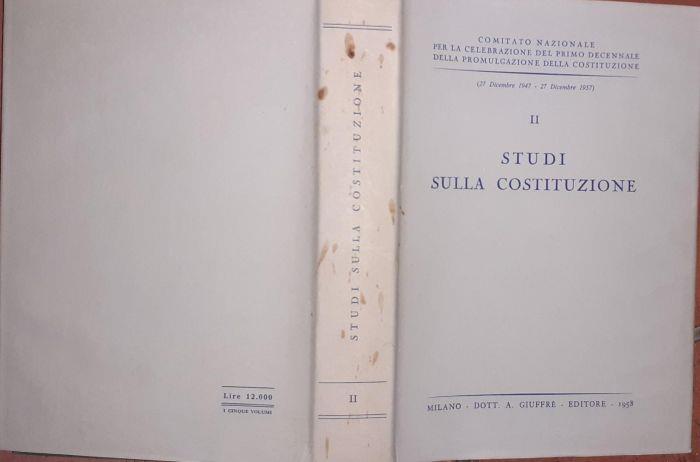 Lire 12.000
I CINQUE VOLUMI
STUDI SULLA COSTITUZIONE
II
COMITATO NAZIONALE
PER LA CELEBRAZIONE DEL PRIMO DECENNALE
DELLA PROMULGAZIONE DELLA COSTITUZIONE
(27 Dicembre 1947 - 27 Dicembre 1957)
II
STUDI
SULLA COSTITUZIONE
MILANO - DOTT. A. GIUFFRÈ - EDITORE - 1958